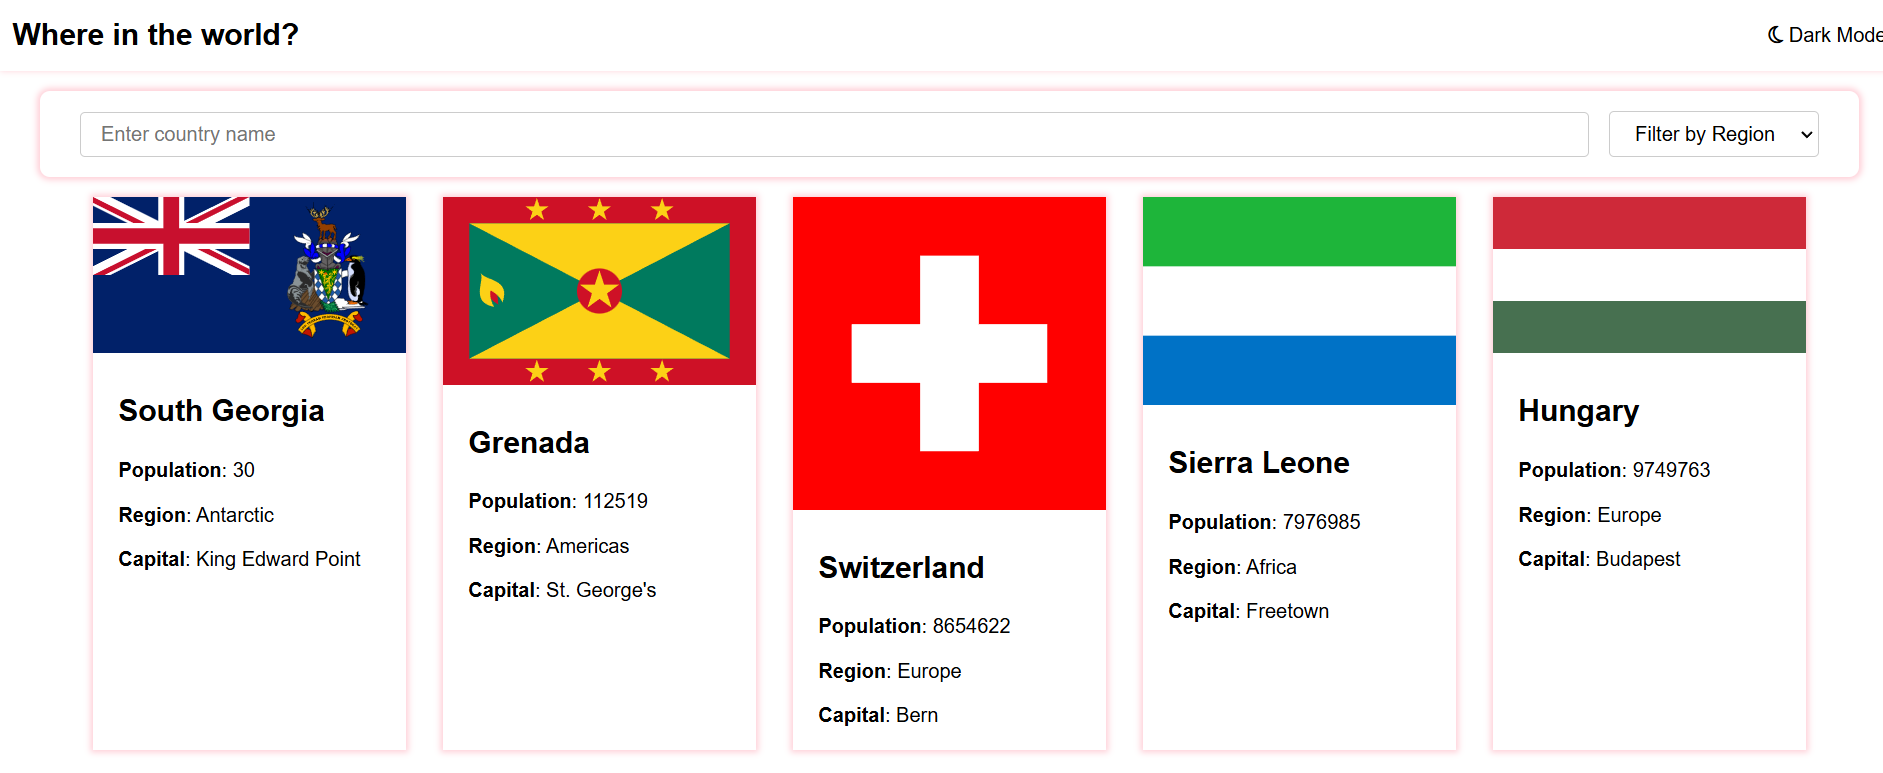 Where in the world?
Dark Mode
Enter country name
Filter by Region
South Georgia
Population: 30
Region: Antarctic
Capital: King Edward Point
Grenada
Population: 112519
Region: Americas
Capital: St. George's
Switzerland
Population: 8654622
Region: Europe
Capital: Bern
Sierra Leone
Population: 7976985
Region: Africa
Capital: Freetown
Hungary
Population: 9749763
Region: Europe
Capital: Budapest